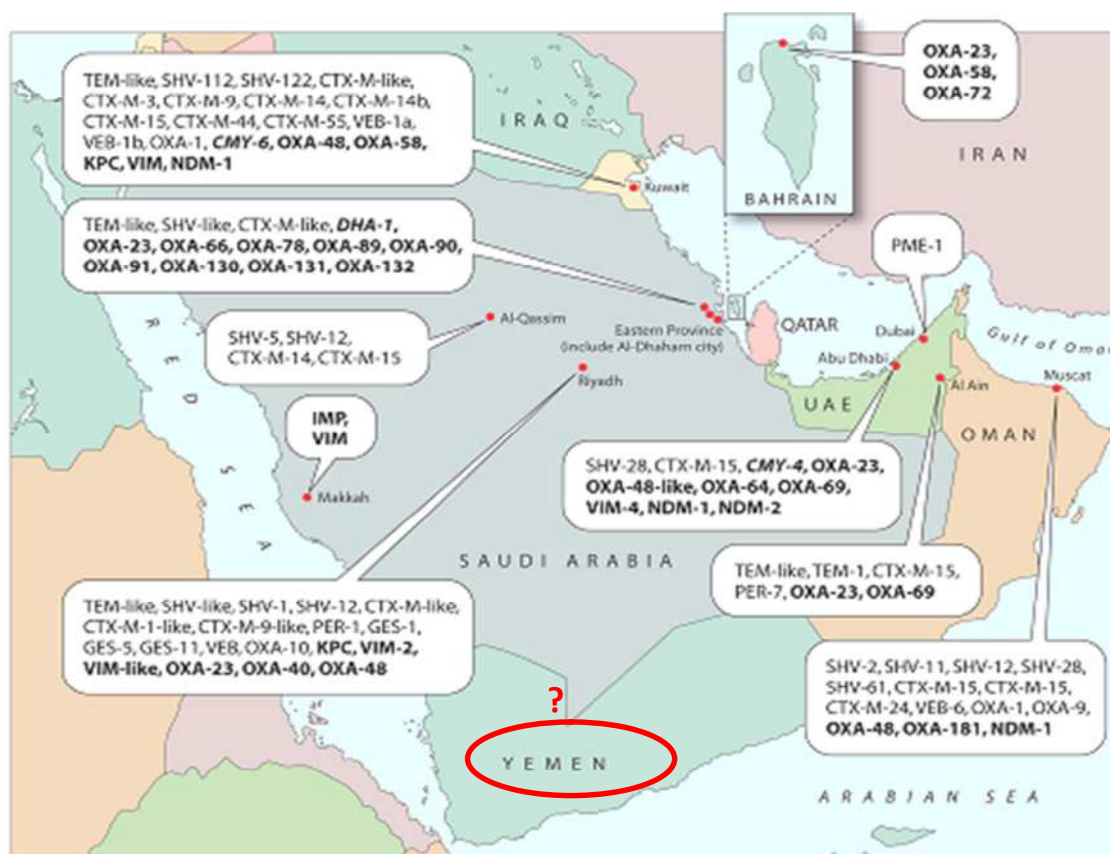 TEM-like, SHV-112, SHV-122, CTX-M-like,
CTX-M-3, CTX-M-9, CTX-M-14, CTX-M-14b,
CTX-M-15, CTX-M-44, CTX-M-55, VEB-1a,
VEB-1b, OXA-1, CMY-6, OXA-48, OXA-58,
KPC, VIM, NDM-1
IRAQ
Kuwait
BAHRAIN
OXA-23,
OXA-58,
OXA-72
IRAN
TEM-like, SHV-like, CTX-M-like, DHA-1,
OXA-23, OXA-66, OXA-78, OXA-89, OXA-90,
OXA-91, OXA-130, OXA-131, OXA-132
PME-1
RED SEA
SHV-5, SHV-12,
CTX-M-14, CTX-M-15
Al-Qassim
Eastern Province
(include Al-Dhaham city)
QATAR
Dubai
Abu Dhabi
Gulf of Oman
Riyadh
UAE
Al Ain
Muscat
OMAN
IMP,
VIM
Makkah
SHV-28, CTX-M-15, CMY-4, OXA-23,
OXA-48-like, OXA-64, OXA-69,
VIM-4, NDM-1, NDM-2
SAUDI ARABIA
TEM-like, TEM-1, CTX-M-15,
PER-7, OXA-23, OXA-69
TEM-like, SHV-like, SHV-1, SHV-12, CTX-M-like,
CTX-M-1-like, CTX-M-9-like, PER-1, GES-1,
GES-5, GES-11, VEB, OXA-10, KPC, VIM-2,
VIM-like, OXA-23, OXA-40, OXA-48
SHV-2, SHV-11, SHV-12, SHV-28,
SHV-61, CTX-M-15, CTX-M-15,
CTX-M-24, VEB-6, OXA-1, OXA-9,
OXA-48, OXA-181, NDM-1
?
YEMEN
ARABIAN SEA